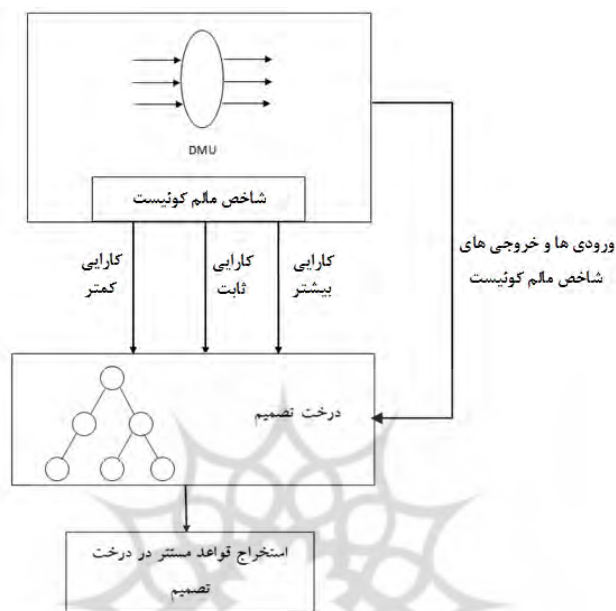 DMU
شاخص مالم کوئیست
ورودی ها و خروجی های
شاخص مالم کوئیست
کارایی
بیشتر
کارایی
ثابت
کارایی
کمتر
درخت تصمیم
استخراج قواعد مستتر در درخت
تصمیم